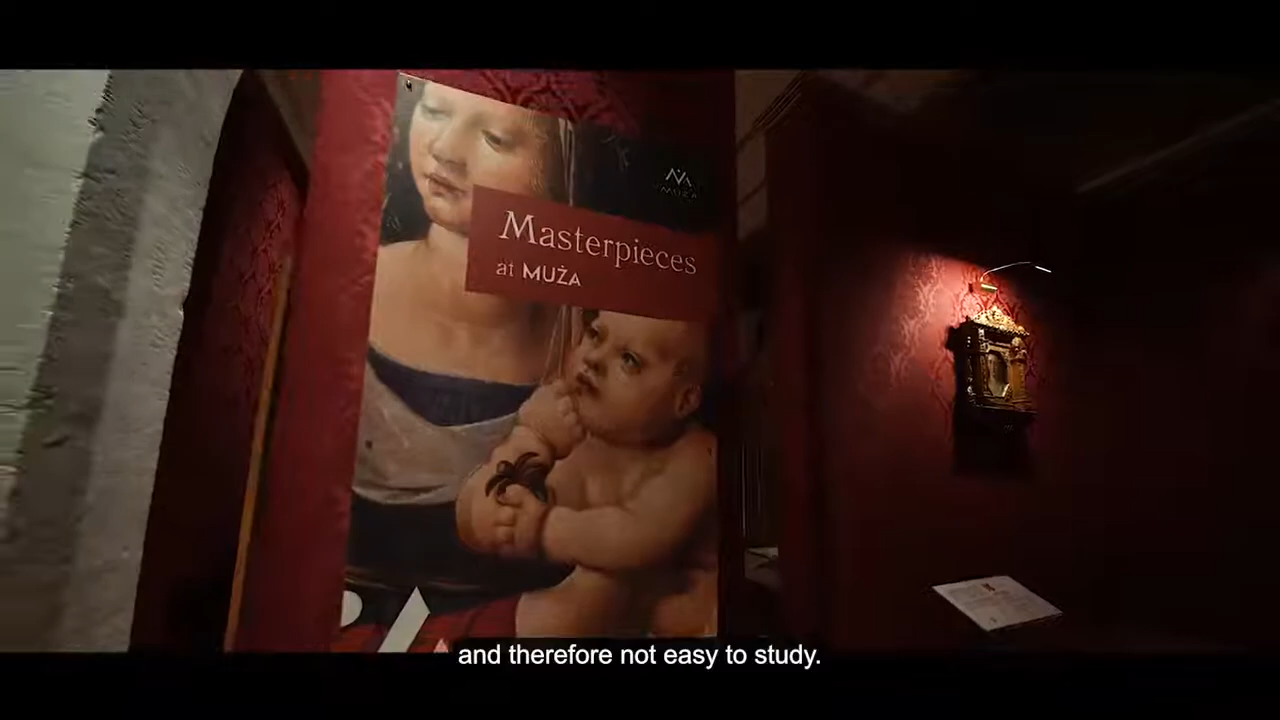 MUŻA
Masterpieces
at MUŻA
and therefore not easy to study.